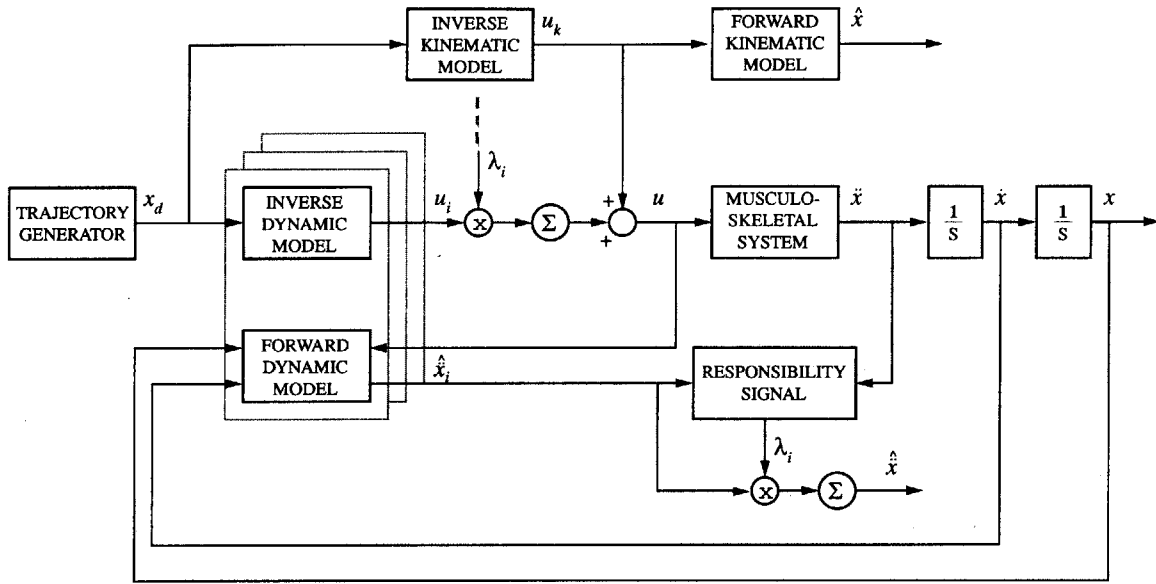 INVERSE
KINEMATIC
MODEL
u_k
FORWARD
KINEMATIC
MODEL
x̂
λ_i
TRAJECTORY
GENERATOR
x_d
INVERSE
DYNAMIC
MODEL
u_i
x
Σ
+
+
u
MUSCULO-
SKELETAL
SYSTEM
ẍ
1
S
ẋ
1
S
x
FORWARD
DYNAMIC
MODEL
ẍ̂_i
RESPONSIBILITY
SIGNAL
λ_i
x
Σ
ẍ̂